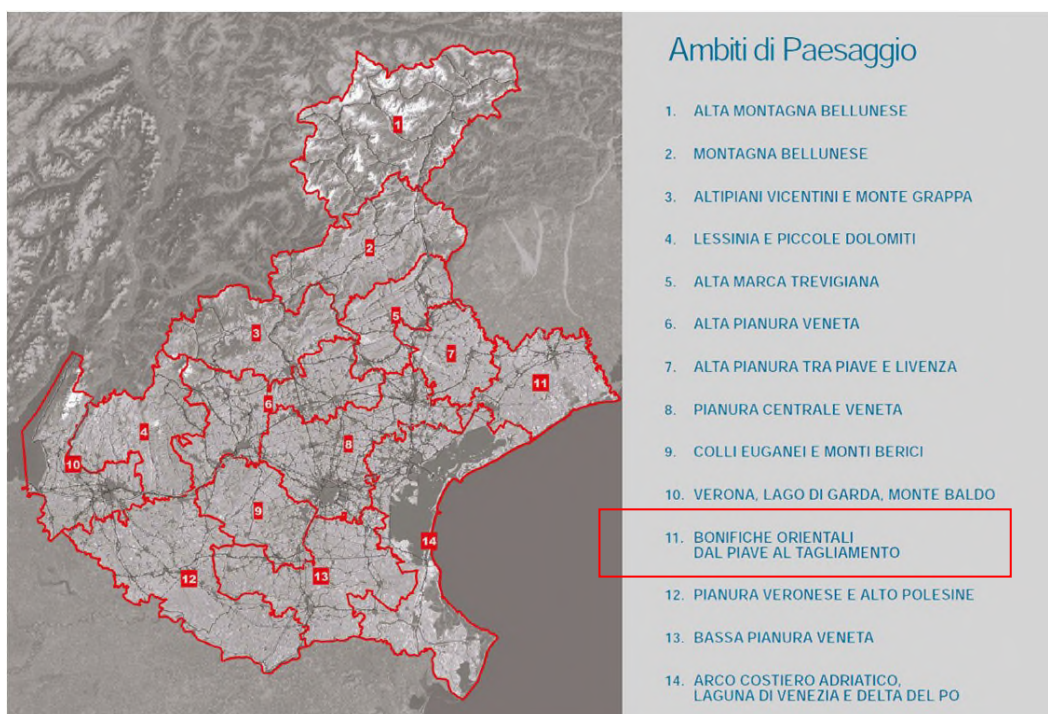 Ambiti di Paesaggio
1. ALTA MONTAGNA BELLUNESE
2. MONTAGNA BELLUNESE
3. ALTIPIANI VICENTINI E MONTE GRAPPA
4. LESSINIA E PICCOLE DOLOMITI
5. ALTA MARCA TREVIGIANA
6. ALTA PIANURA VENETA
7. ALTA PIANURA TRA PIAVE E LIVENZA
8. PIANURA CENTRALE VENETA
9. COLLI EUGANEI E MONTI BERICI
10. VERONA, LAGO DI GARDA, MONTE BALDO
11. BONIFICHE ORIENTALI
DAL PIAVE AL TAGLIAMENTO
12. PIANURA VERONESE E ALTO POLESINE
13. BASSA PIANURA VENETA
14. ARCO COSTIERO ADRIATICO,
LAGUNA DI VENEZIA E DELTA DEL PO
1
2
3
5
7
11
6
4
8
10
9
14
12
13